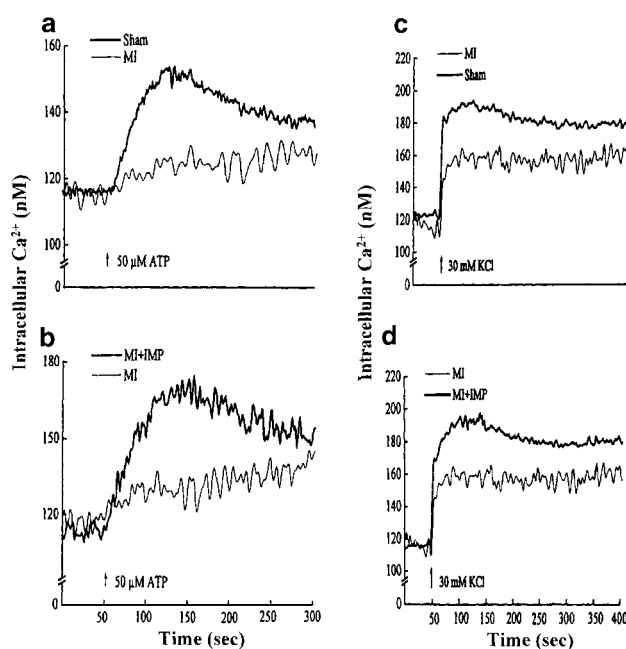 a
Sham
MI
160
140
120
100
0
Intracellular Ca²⁺ (nM)
↑ 50 µM ATP
b
MI+IMP
MI
180
150
120
0
↑ 50 µM ATP
0 50 100 150 200 250 300
Time (sec)
c
MI
Sham
220
200
180
160
140
120
100
0
Intracellular Ca²⁺ (nM)
↑ 30 mM KCl
d
MI
MI+IMP
220
200
180
160
140
120
110
0
↑ 30 mM KCl
0 50 100 150 200 250 300 350 400
Time (sec)